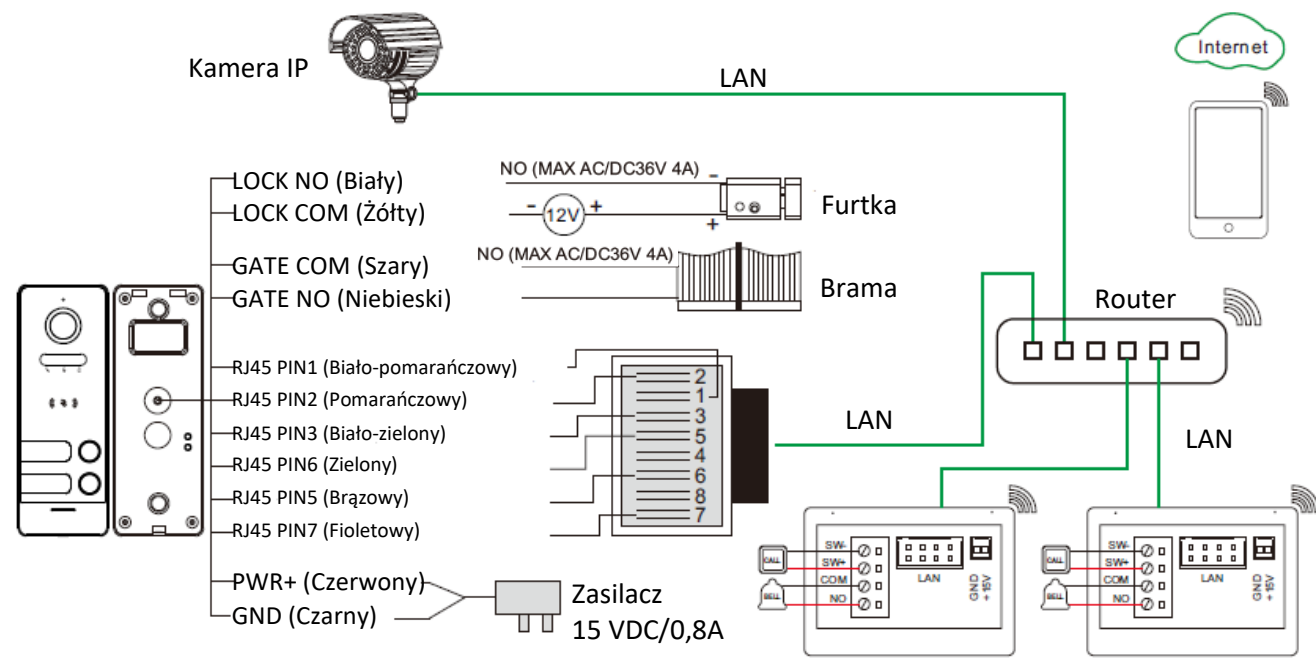 Kamera IP
LAN
Internet
LOCK NO (Biały)
LOCK COM (Żółty)
NO (MAX AC/DC36V 4A)
-
- 12V +
+
Furtka
GATE COM (Szary)
GATE NO (Niebieski)
NO (MAX AC/DC36V 4A)
Brama
Router
RJ45 PIN1 (Biało-pomarańczowy)
RJ45 PIN2 (Pomarańczowy)
RJ45 PIN3 (Biało-zielony)
RJ45 PIN6 (Zielony)
RJ45 PIN5 (Brązowy)
RJ45 PIN7 (Fioletowy)
2
1
3
5
4
6
8
7
LAN
LAN
PWR+ (Czerwony)
GND (Czarny)
Zasilacz
15 VDC/0,8A
CALL
BELL
SW-
SW+
COM
NO
LAN
GND
+15V
CALL
BELL
SW-
SW+
COM
NO
LAN
GND
+15V